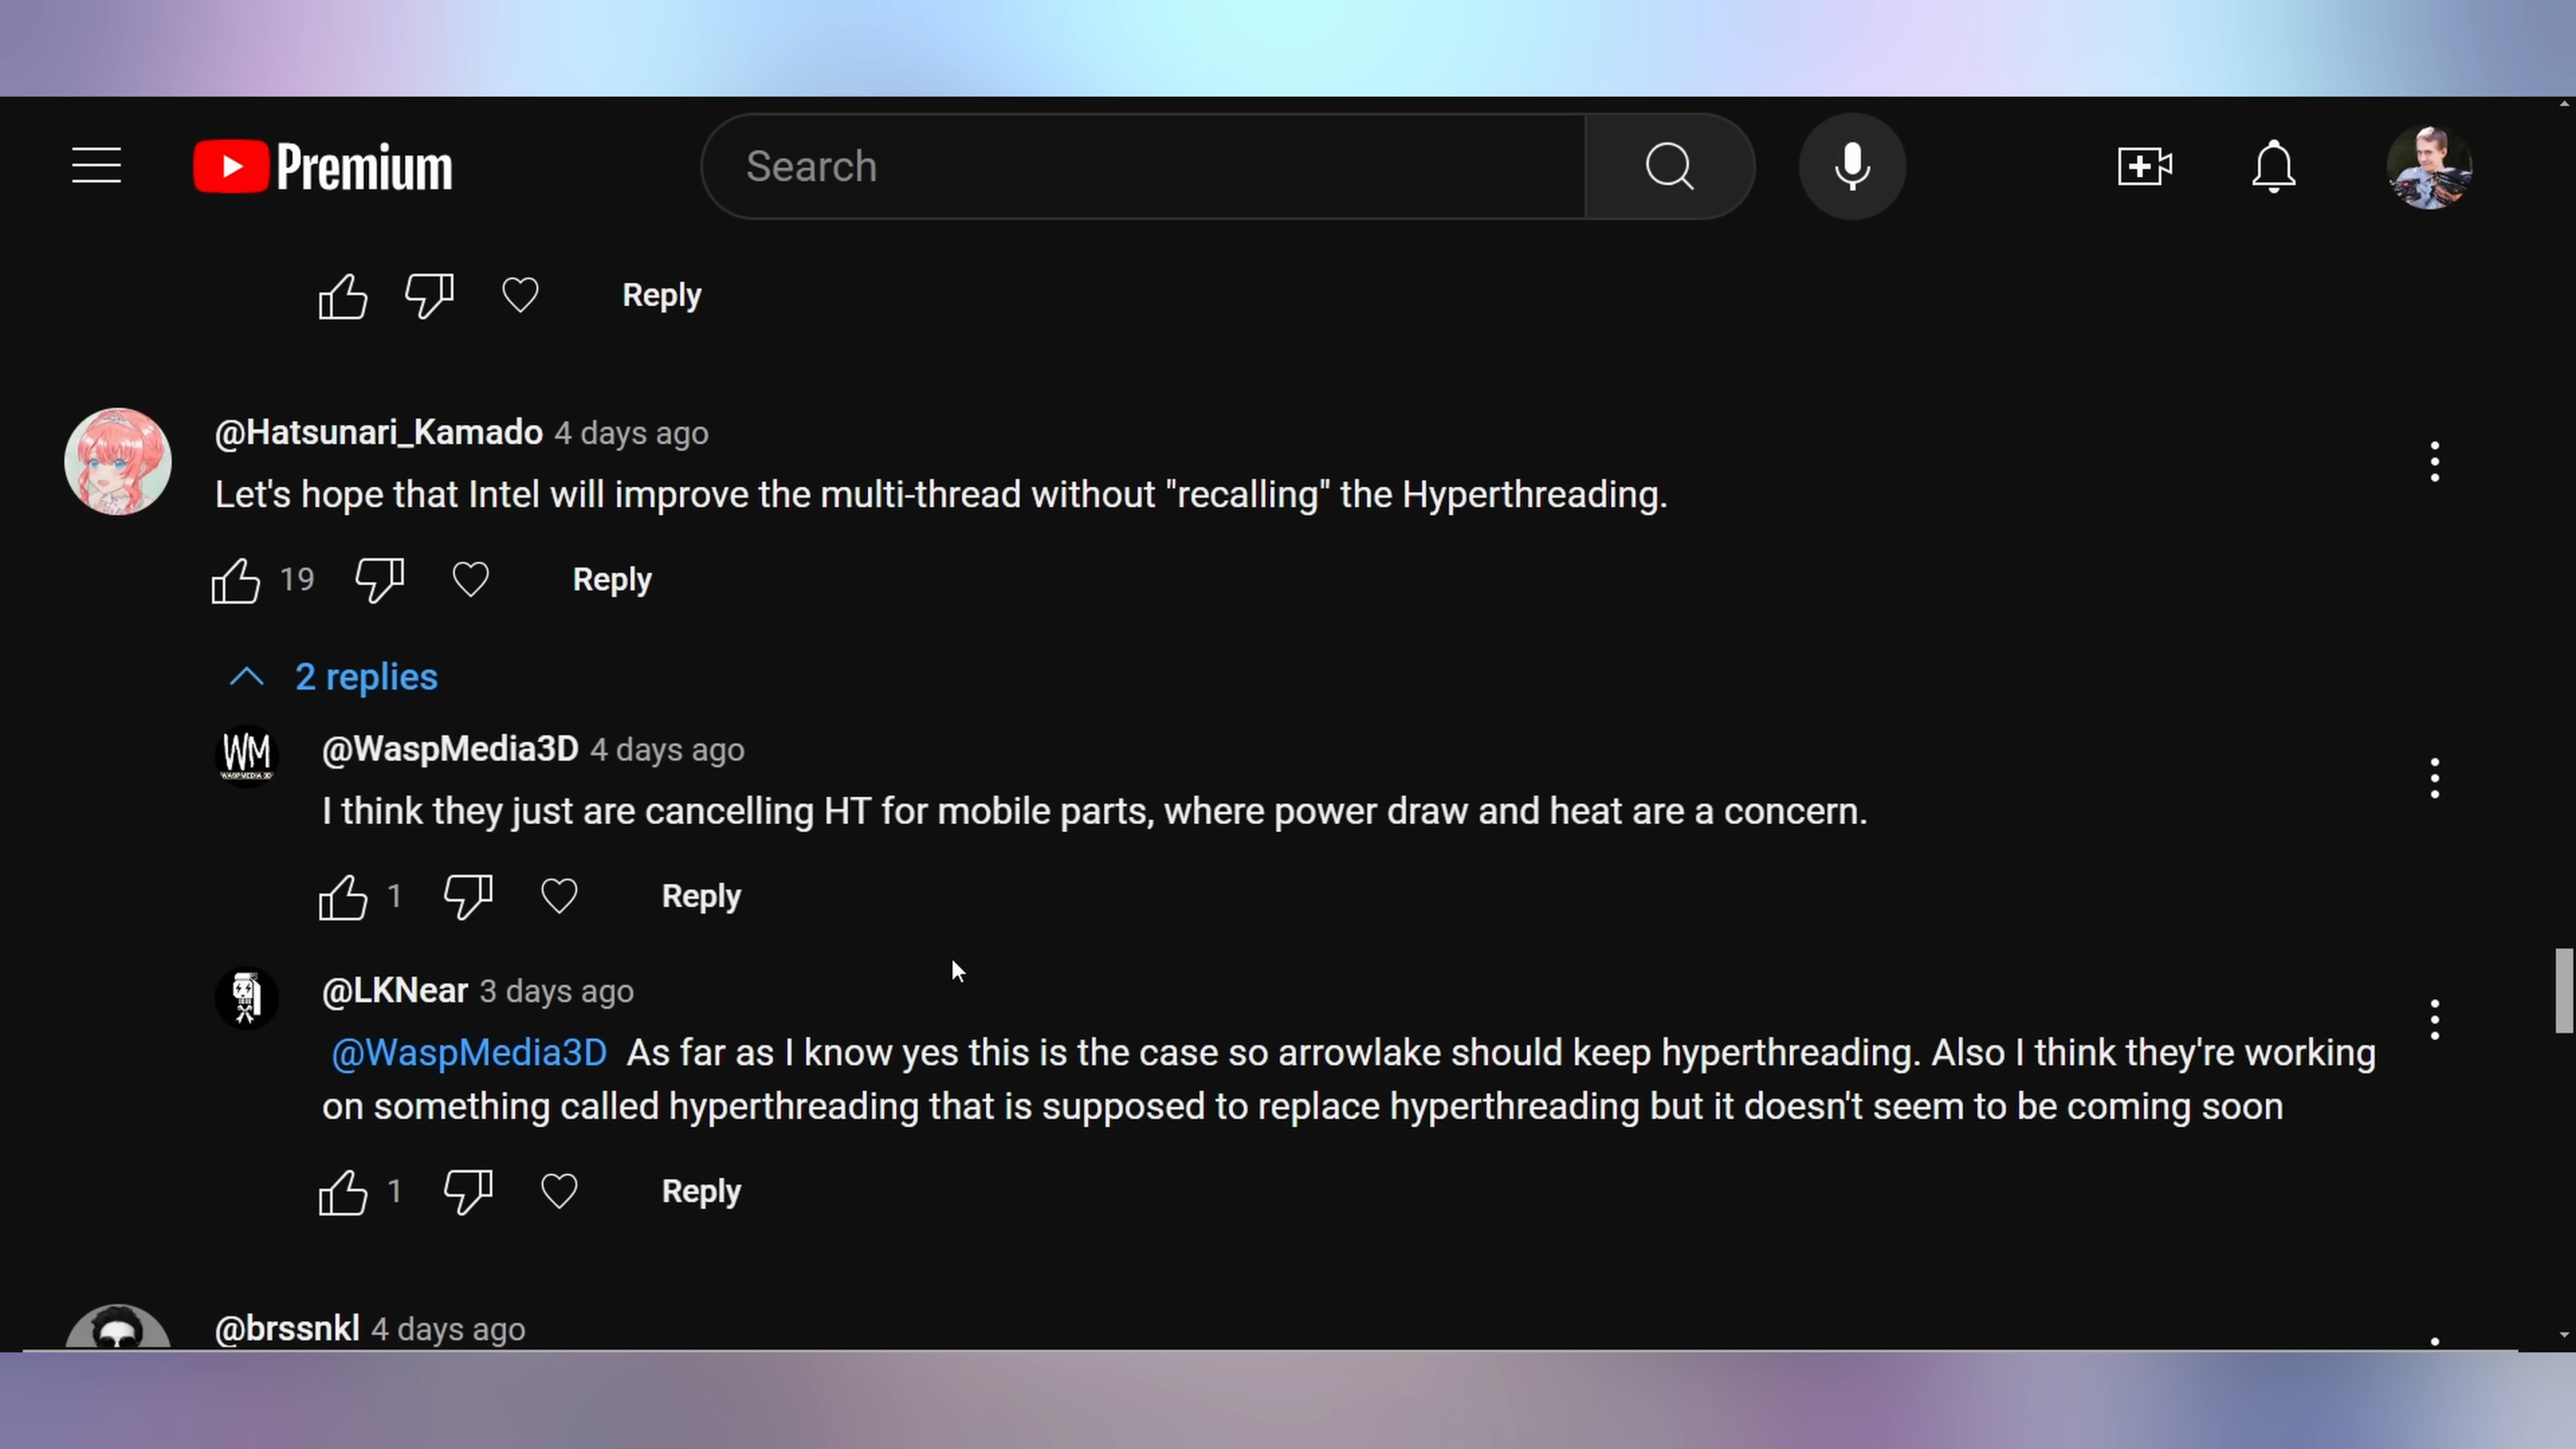 Premium
Search
Reply
@Hatsunari_Kamado 4 days ago
Let's hope that Intel will improve the multi-thread without "recalling" the Hyperthreading.
19 Reply
2 replies
WM
WASPMEDIA 3D
@WaspMedia3D 4 days ago
I think they just are cancelling HT for mobile parts, where power draw and heat are a concern.
1 Reply
@LKNear 3 days ago
@WaspMedia3D As far as I know yes this is the case so arrowlake should keep hyperthreading. Also I think they're working
on something called hyperthreading that is supposed to replace hyperthreading but it doesn't seem to be coming soon
1 Reply
@brssnkl 4 days ago